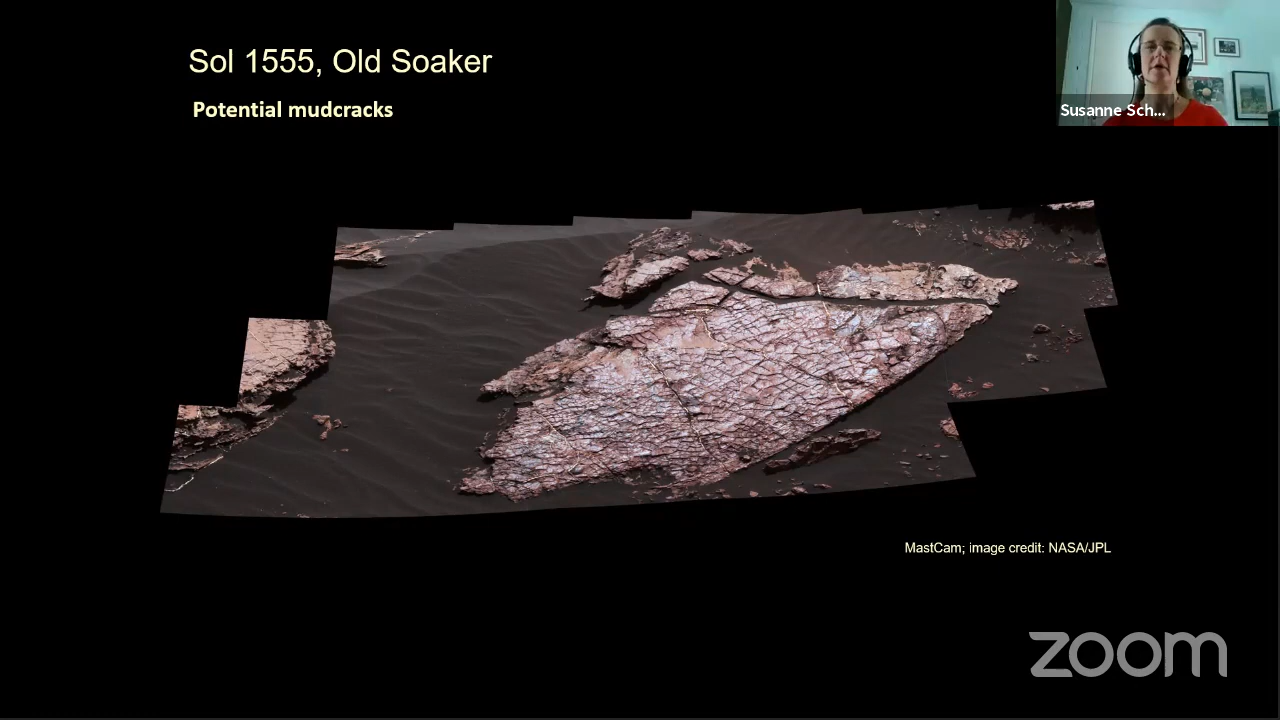 Sol 1555, Old Soaker
Potential mudcracks
Susanne Sch...
MastCam; image credit: NASA/JPL
zoom